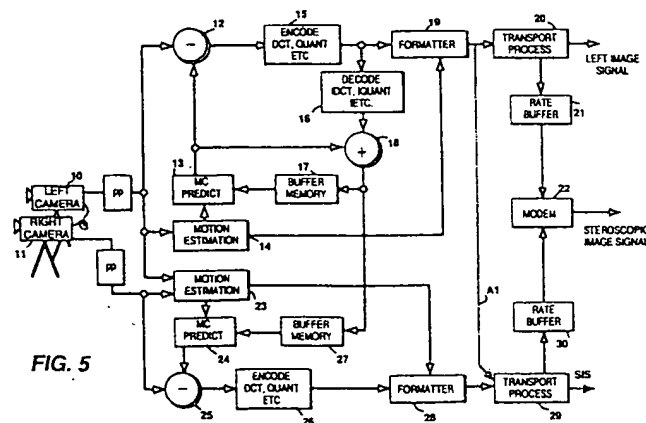 15
ENCODE
DCT, QUANT
ETC
12
−
19
FORMATTER
20
TRANSPORT
PROCESS
LEFT IMAGE
SIGNAL
DECODE
IDCT, IQUANT
IETC.
16
RATE
BUFFER
21
+
18
13
MC
PREDICT
17
BUFFER
MEMORY
10
LEFT
CAMERA
PP
22
MODEM
STEROSCOPIC
IMAGE SIGNAL
RIGHT
CAMERA
11
PP
MOTION
ESTIMATION
14
MOTION
ESTIMATION
23
A1
RATE
BUFFER
30
MC
PREDICT
24
BUFFER
MEMORY
27
FIG. 5
−
25
ENCODE
DCT, QUANT
ETC
26
FORMATTER
28
TRANSPORT
PROCESS
29
SIS